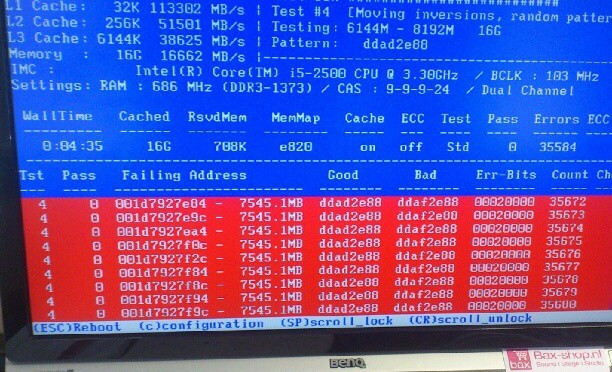 L1 Cache: 32K 113302 MB/s | Test #4 [Moving inversions, random patter
L2 Cache: 256K 51501 MB/s | Testing: 6144M - 8192M 16G
L3 Cache: 6144K 38625 MB/s | Pattern: ddad2e88
Memory : 16G 16662 MB/s |
IMC : Intel(R) Core(TM) i5-2500 CPU @ 3.30GHz / BCLK : 103 MHz
Settings: RAM : 686 MHz (DDR3-1373) / CAS : 9-9-9-24 / Dual Channel
WallTime Cached RsvdMem MemMap Cache ECC Test Pass Errors ECC
0:04:35 16G 708K e820 on off Std 0 35584
Tst Pass Failing Address Good Bad Err-Bits Count Ch
4 0 001d7927e04 - 7545.1MB ddad2e88 ddaf2e88 00020000 35672
4 0 001d7927e9c - 7545.1MB ddad2e88 ddaf2e88 00020000 35673
4 0 001d7927ea4 - 7545.1MB ddad2e88 ddaf2e88 00020000 35674
4 0 001d7927f0c - 7545.1MB ddad2e88 ddaf2e88 00020000 35675
4 0 001d7927f2c - 7545.1MB ddad2e88 ddaf2e88 00020000 35676
4 0 001d7927f84 - 7545.1MB ddad2e88 ddaf2e88 00020000 35677
4 0 001d7927f8c - 7545.1MB ddad2e88 ddaf2e88 00020000 35678
4 0 001d7927f94 - 7545.1MB ddad2e88 ddaf2e88 00020000 35679
4 0 - 7545.1MB ddad2e88 ddaf2e88 00020000 35680
(ESC)Reboot (c)configuration (SP)scroll_lock (CR)scroll_unlock
BenQ
box Bax-shop.nl